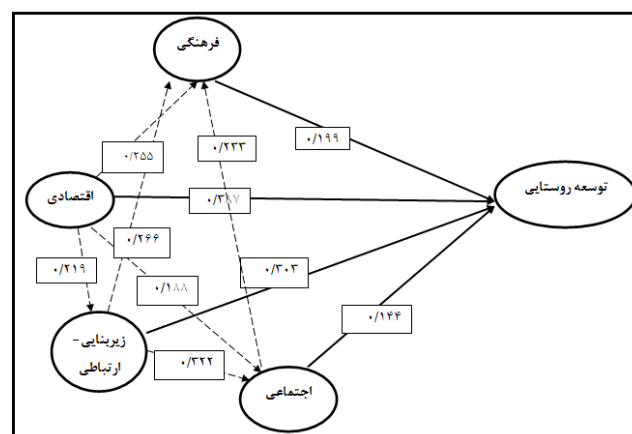 فرهنگی
۰/۱۹۹
۰/۲۳۳
۰/۲۵۵
توسعه روستایی
اقتصادی
۰/۳۸۷
۰/۲۶۶
۰/۲۱۹
۰/۳۰۳
۰/۱۸۸
۰/۱۴۴
زیربنایی-
ارتباطی
۰/۳۲۲
اجتماعی